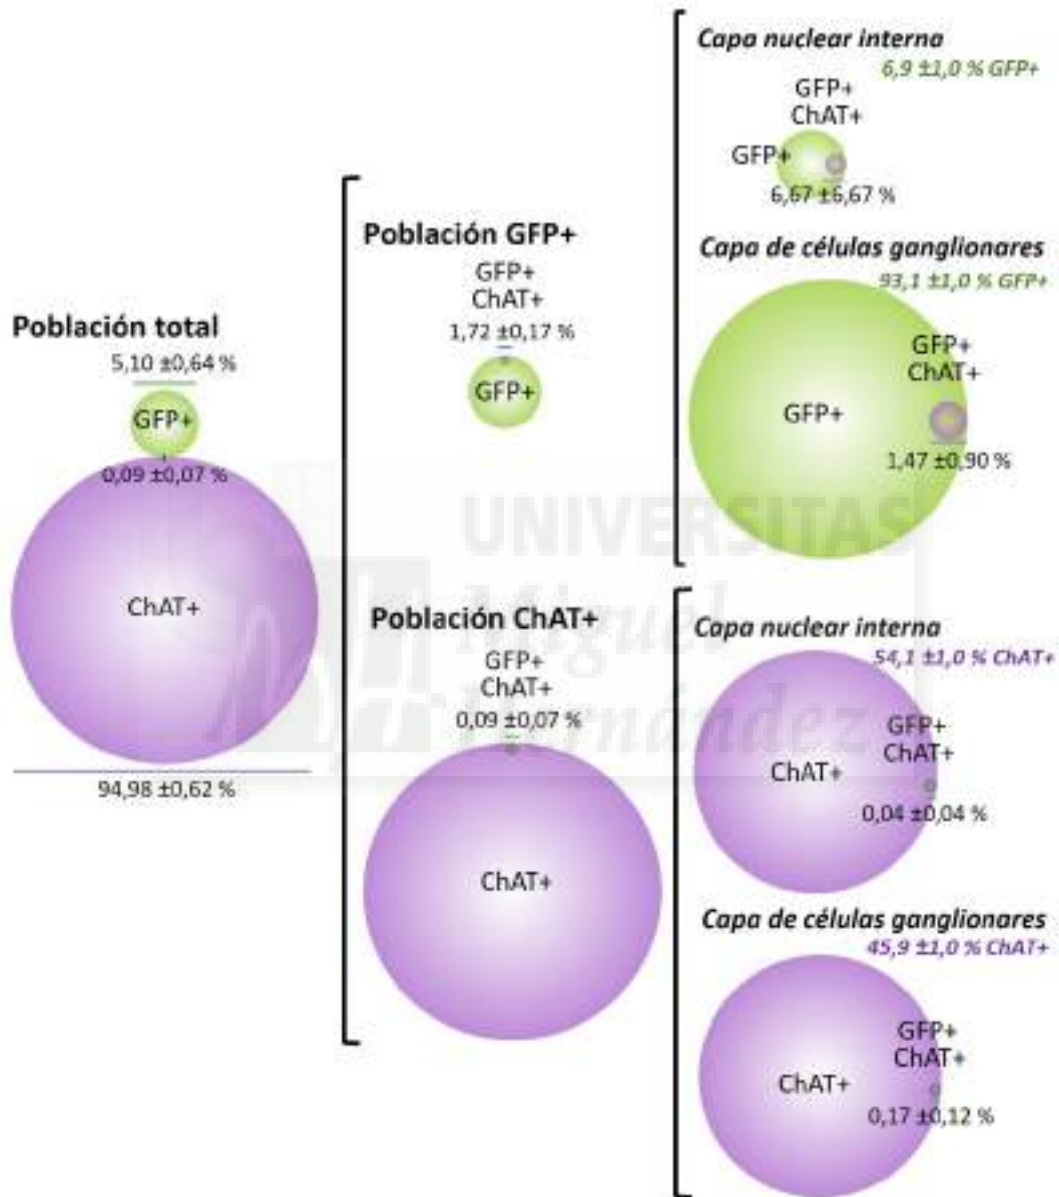 Población total
5,10 ±0,64 %
GFP+
0,09 ±0,07 %
ChAT+
94,98 ±0,62 %
Población GFP+
GFP+
ChAT+
1,72 ±0,17 %
GFP+
Población ChAT+
GFP+
ChAT+
0,09 ±0,07 %
ChAT+
Capa nuclear interna
6,9 ±1,0 % GFP+
GFP+
ChAT+
GFP+
6,67 ±6,67 %
Capa de células ganglionares
93,1 ±1,0 % GFP+
GFP+
ChAT+
GFP+
1,47 ±0,90 %
Capa nuclear interna
54,1 ±1,0 % ChAT+
GFP+
ChAT+
ChAT+
0,04 ±0,04 %
Capa de células ganglionares
45,9 ±1,0 % ChAT+
GFP+
ChAT+
ChAT+
0,17 ±0,12 %
UNIVERSITAS
Miguel
Hernández